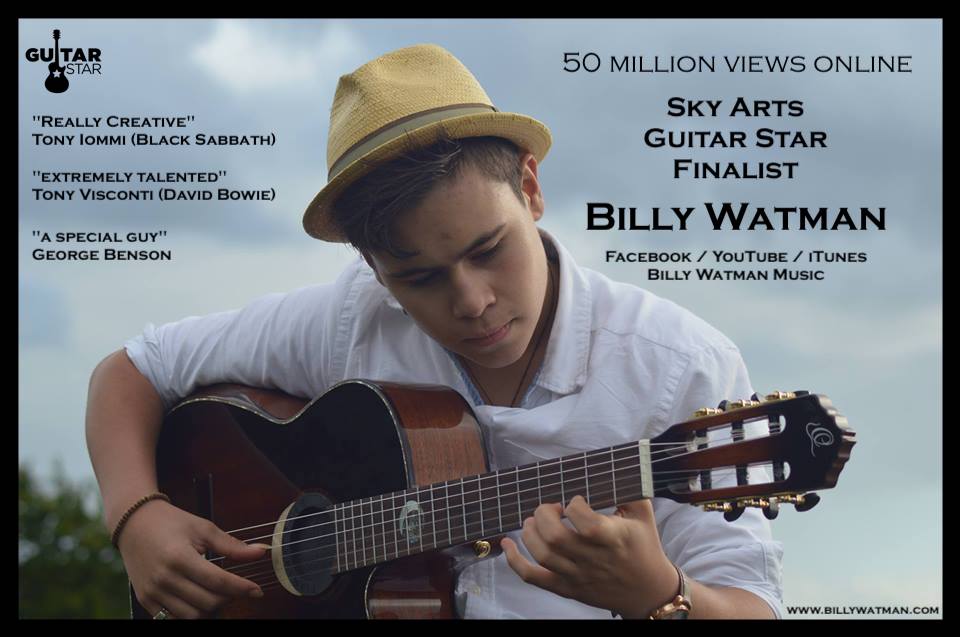 GUITAR
STAR
"Really Creative"
Tony Iommi (Black Sabbath)
"extremely talented"
Tony Visconti (David Bowie)
"a special guy"
George Benson
50 million views online
Sky Arts
Guitar Star
Finalist
Billy Watman
Facebook / YouTube / iTunes
Billy Watman Music
www.billywatman.com